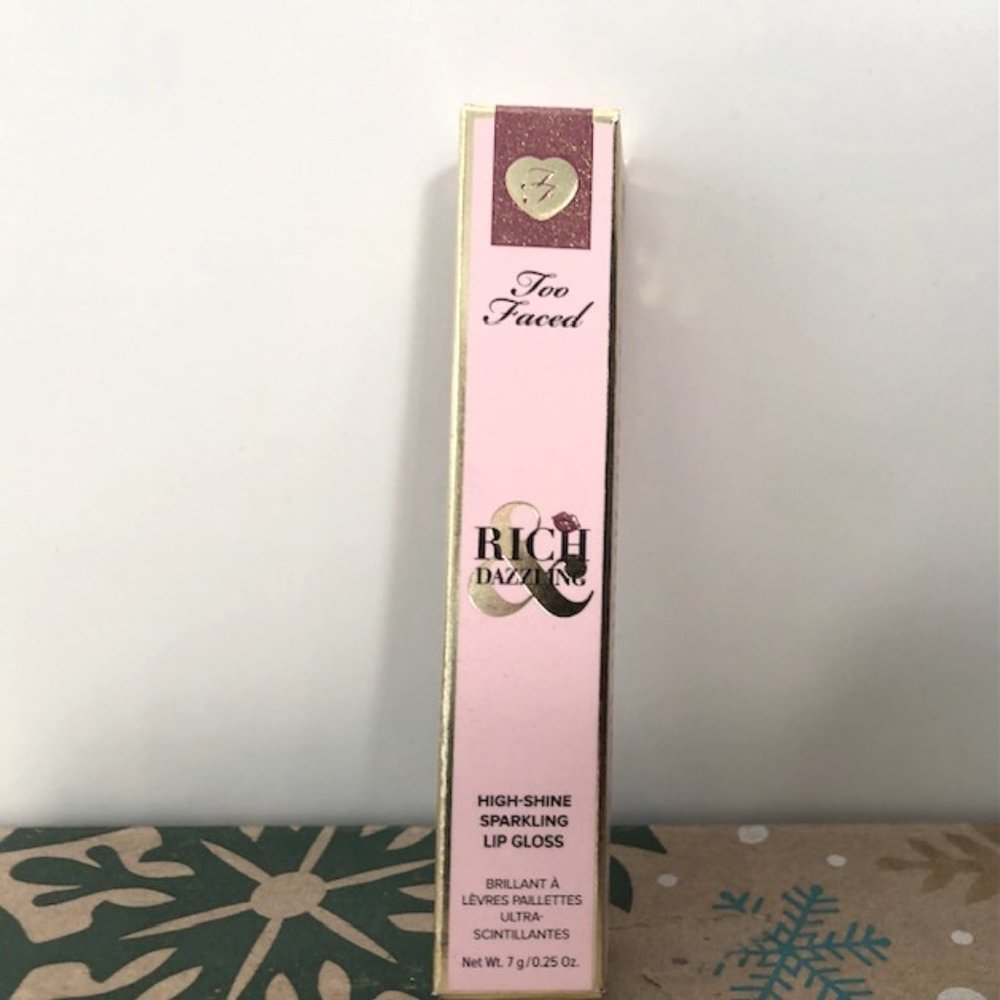 Too
Faced
RICH
&
DAZZLING
HIGH-SHINE
SPARKLING
LIP GLOSS
BRILLANT À
LÈVRES PAILLETTES
ULTRA-
SCINTILLANTES
Net Wt. 7 g/0.25 Oz.